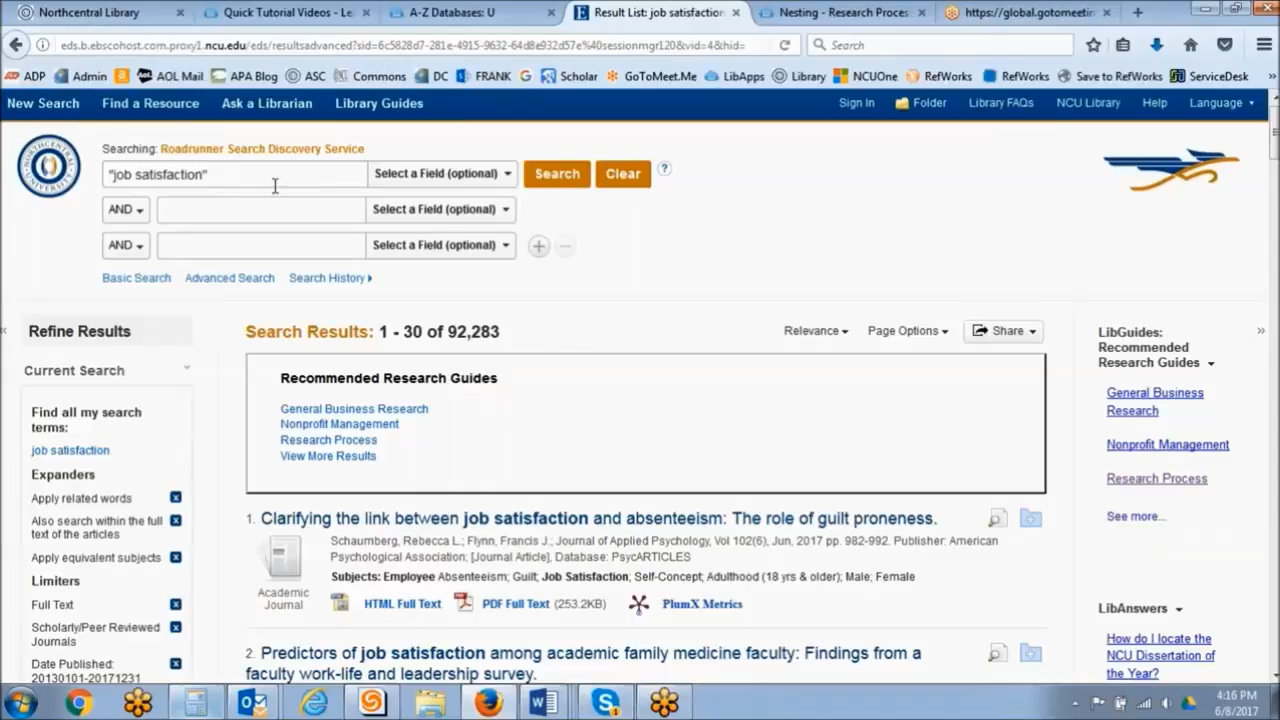 Northcentral Library
Quick Tutorial Videos - Le
A-Z Databases: U
Result List: job satisfaction
Nesting - Research Proces
https://global.gotomeetin
eds.b.ebscohost.com.proxy1.ncu.edu/eds/resultsadvanced?sid=6c5828d7-281e-4915-9632-64d8e932d57e%40sessionmgr120&vid=4&hid=
Search
ADP Admin AOL Mail APA Blog ASC Commons DC FRANK Scholar GoToMeet.Me LibApps Library NCUOne RefWorks RefWorks Save to RefWorks ServiceDesk
New Search Find a Resource Ask a Librarian Library Guides Sign In Folder Library FAQs NCU Library Help Language
Searching: Roadrunner Search Discovery Service
"job satisfaction" Select a Field (optional) Search Clear ?
AND Select a Field (optional)
AND Select a Field (optional)
Basic Search Advanced Search Search History
Refine Results
Current Search
Find all my search
terms:
job satisfaction
Expanders
Apply related words
Also search within the full
text of the articles
Apply equivalent subjects
Limiters
Full Text
Scholarly/Peer Reviewed
Journals
Date Published:
20130101-20171231
Search Results: 1 - 30 of 92,283
Relevance Page Options Share
Recommended Research Guides
General Business Research
Nonprofit Management
Research Process
View More Results
1. Clarifying the link between job satisfaction and absenteeism: The role of guilt proneness.
Schaumberg, Rebecca L.; Flynn, Francis J.; Journal of Applied Psychology, Vol 102(6), Jun, 2017 pp. 982-992. Publisher: American
Psychological Association; [Journal Article], Database: PsycARTICLES
Subjects: Employee Absenteeism; Guilt; Job Satisfaction; Self-Concept; Adulthood (18 yrs & older); Male; Female
Academic
Journal
HTML Full Text PDF Full Text (253.2KB) PlumX Metrics
2. Predictors of job satisfaction among academic family medicine faculty: Findings from a
faculty work-life and leadership survey.
LibGuides:
Recommended
Research Guides
General Business
Research
Nonprofit Management
Research Process
See more...
LibAnswers
How do I locate the
NCU Dissertation of
the Year?
4:16 PM
6/8/2017